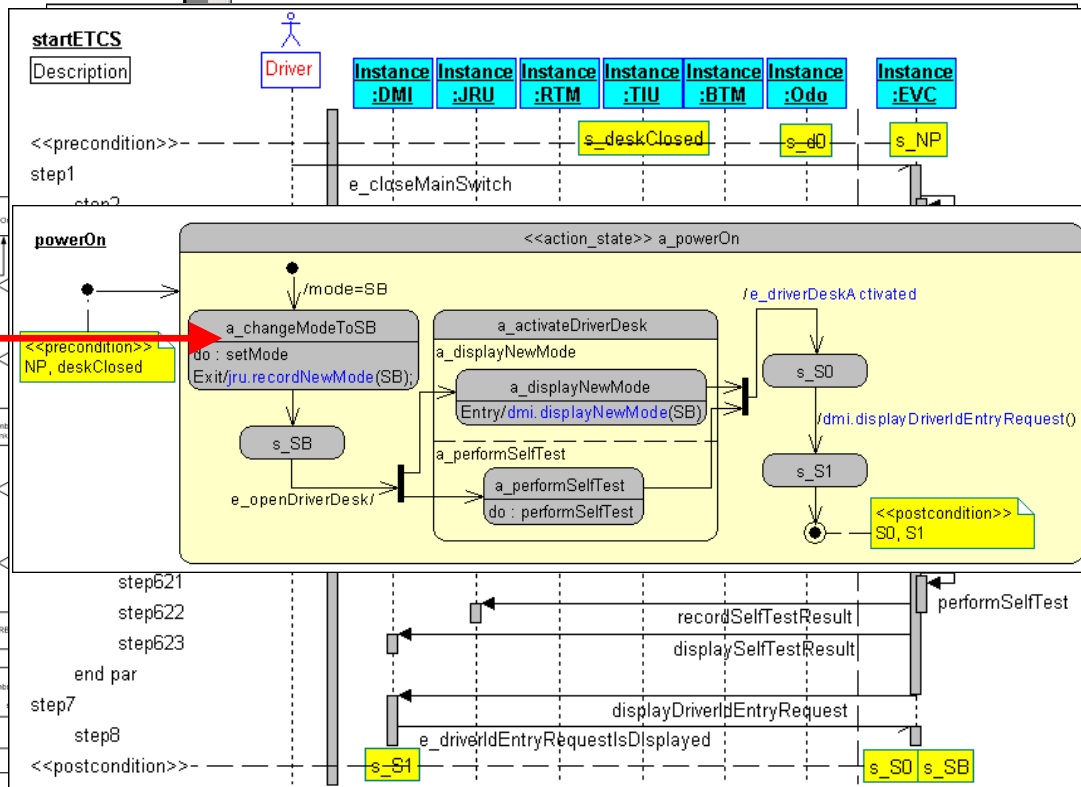 startETCS
Description
Driver
Instance :DMI
Instance :JRU
Instance :RTM
Instance :TIU
Instance :BTM
Instance :Odo
Instance :EVC
<<precondition>>
s_deskClosed
s_d0
s_NP
step1
e_closeMainSwitch
powerOn
<<action_state>> a_powerOn
/mode=SB
<<precondition>>
NP, deskClosed
a_changeModeToSB
do : setMode
Exit/jru.recordNewMode(SB);
s_SB
e_openDriverDesk/
a_activateDriverDesk
a_displayNewMode
a_displayNewMode
Entry/dmi.displayNewMode(SB)
a_performSelfTest
a_performSelfTest
do : performSelfTest
/e_driverDeskActivated
s_S0
/dmi.displayDriverIdEntryRequest()
s_S1
<<postcondition>>
S0, S1
step621
performSelfTest
step622
recordSelfTestResult
step623
displaySelfTestResult
end par
step7
displayDriverIdEntryRequest
step8
e_driverIdEntryRequestIsDIsplayed
<<postcondition>>
s_S1
s_S0
s_SB